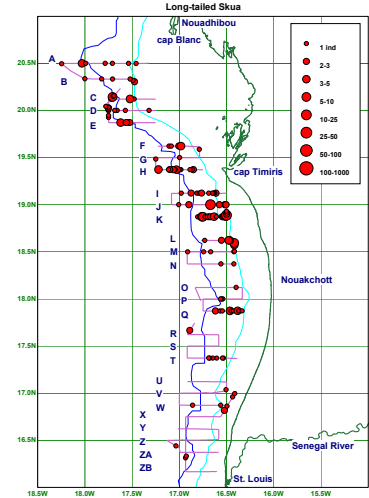 Long-tailed Skua
Nouadhibou
cap Blanc
1 ind
2-3
3-5
5-10
10-25
25-50
50-100
100-1000
20.5N
A
B
C
20.0N
D
E
19.5N
F
G
H
cap Timiris
I
19.0N
J
K
L
18.5N
M
N
Nouakchott
O
18.0N
P
Q
R
17.5N
S
T
U
17.0N
V
W
X
Y
16.5N
Z
Senegal River
ZA
ZB
St. Louis
18.5W 18.0W 17.5W 17.0W 16.5W 16.0W 15.5W